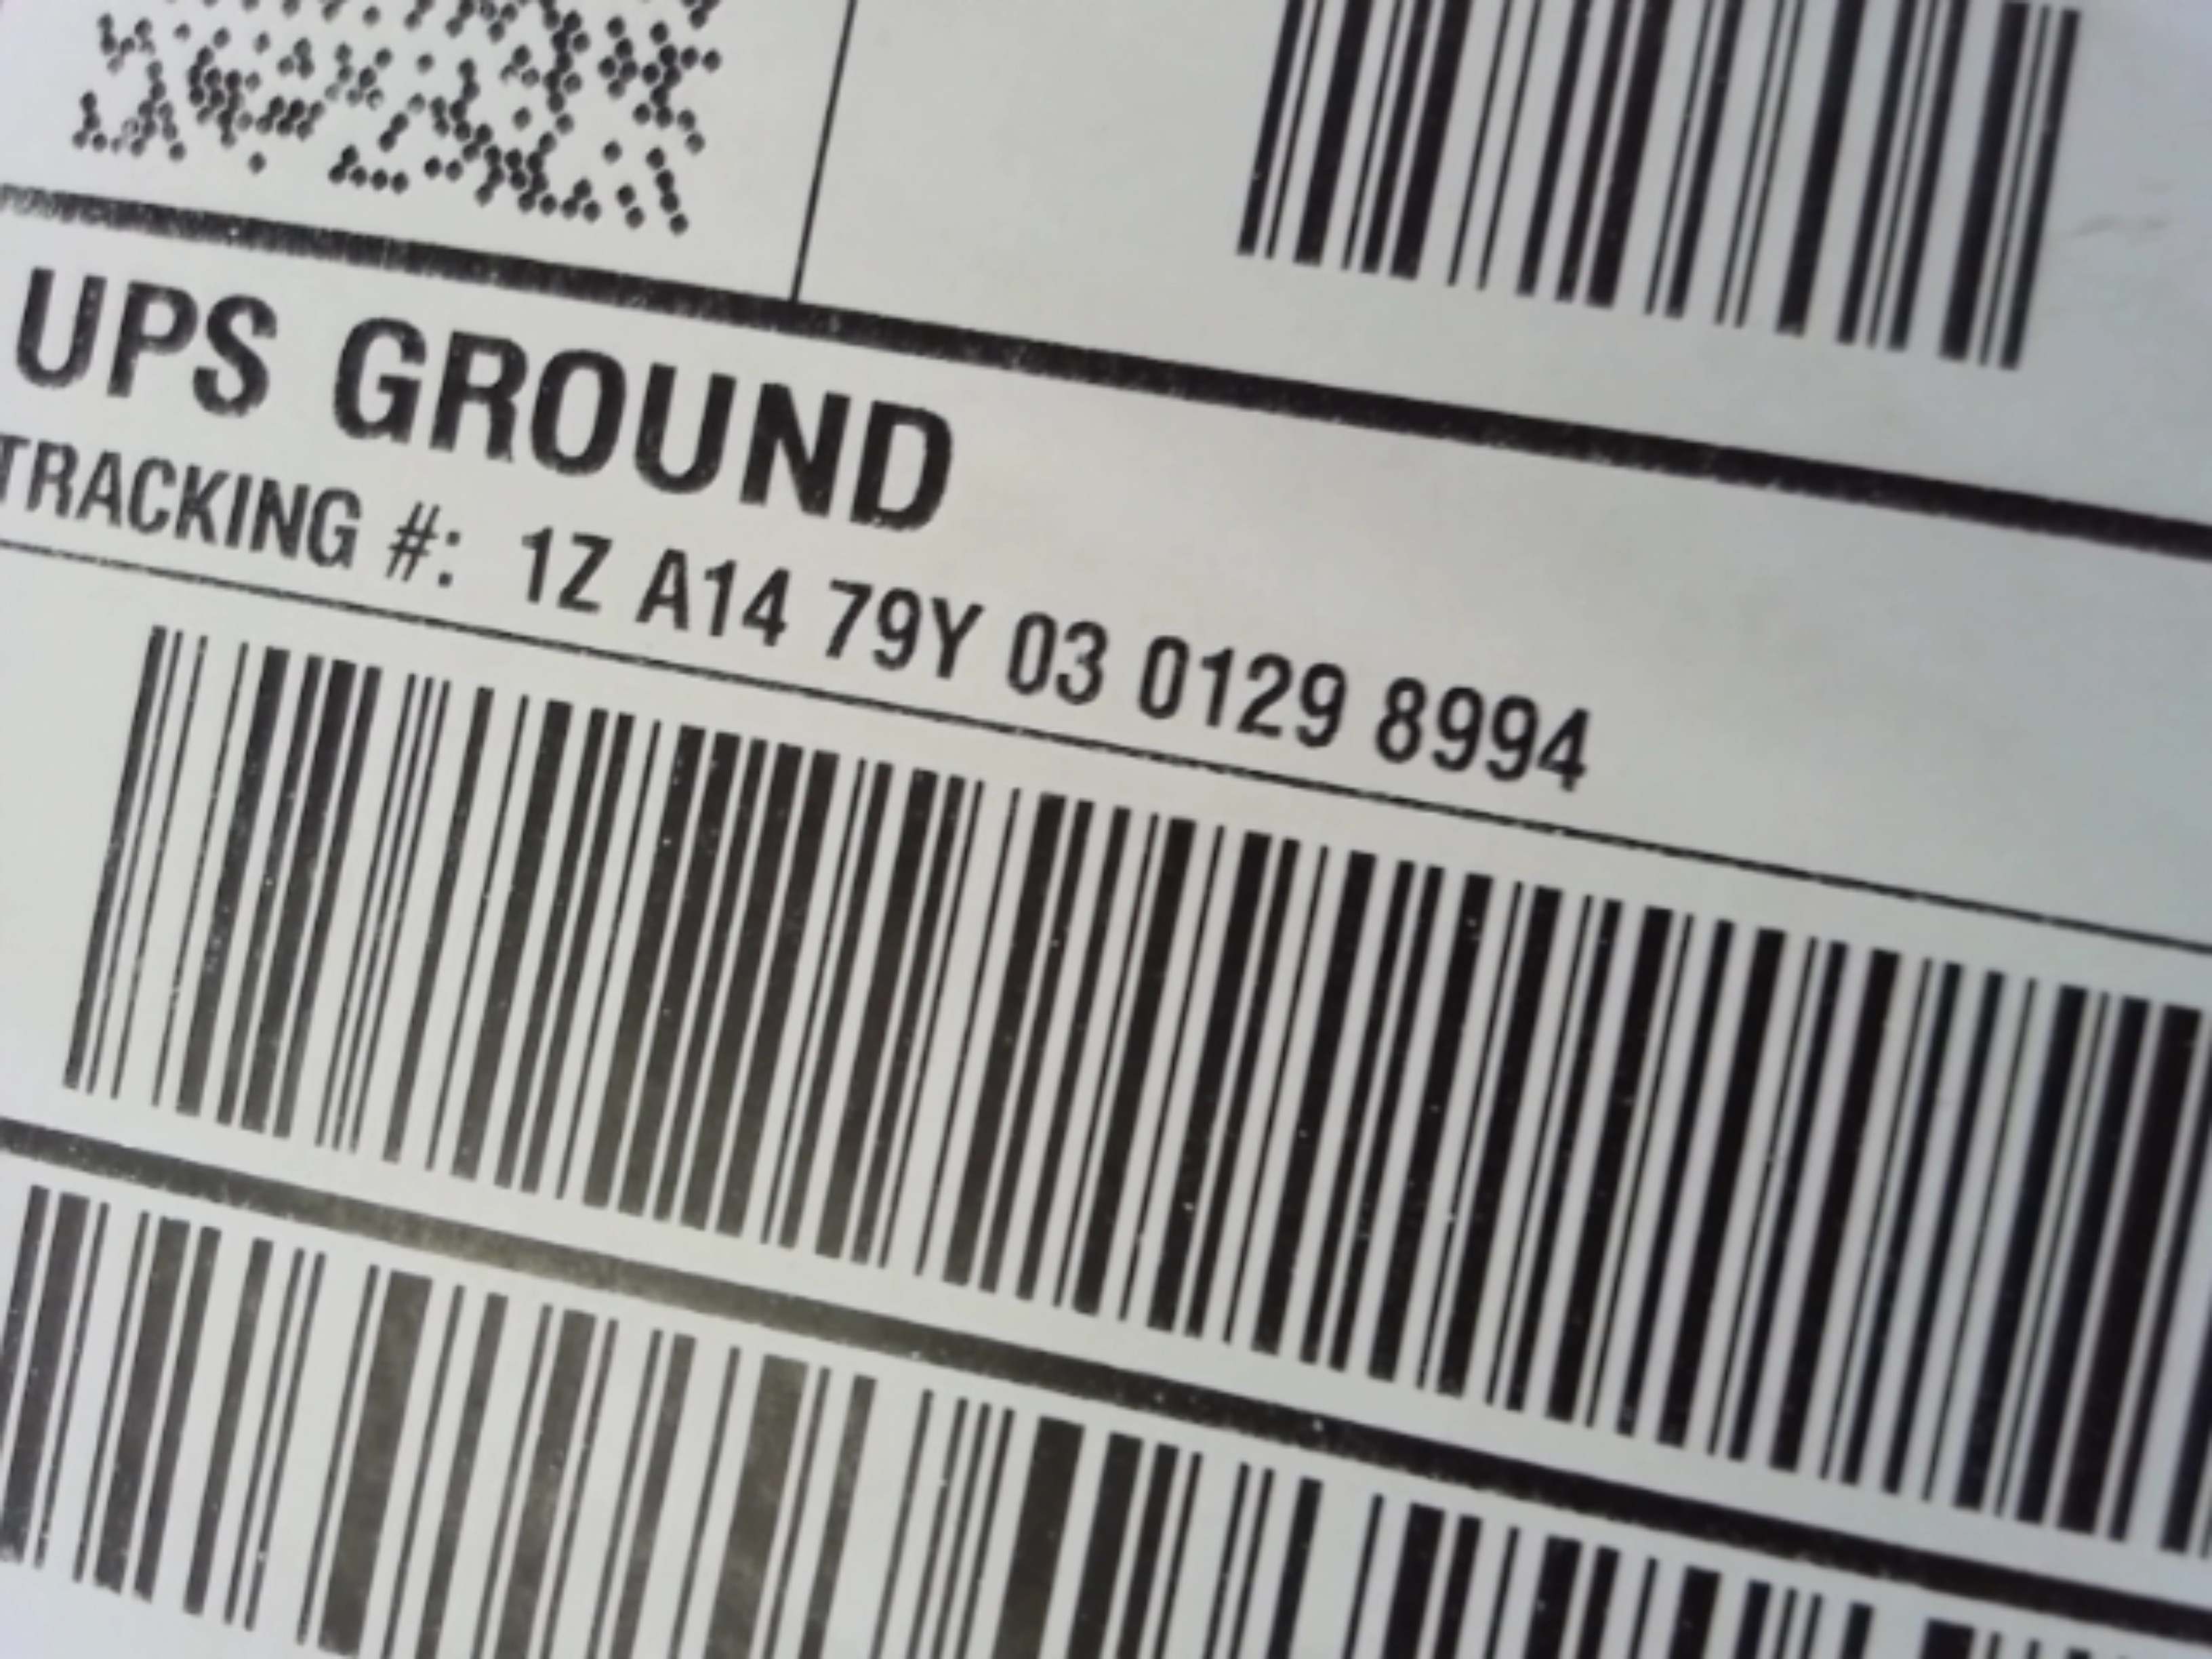 UPS GROUND
TRACKING #: 1Z A14 79Y 03 0129 8994